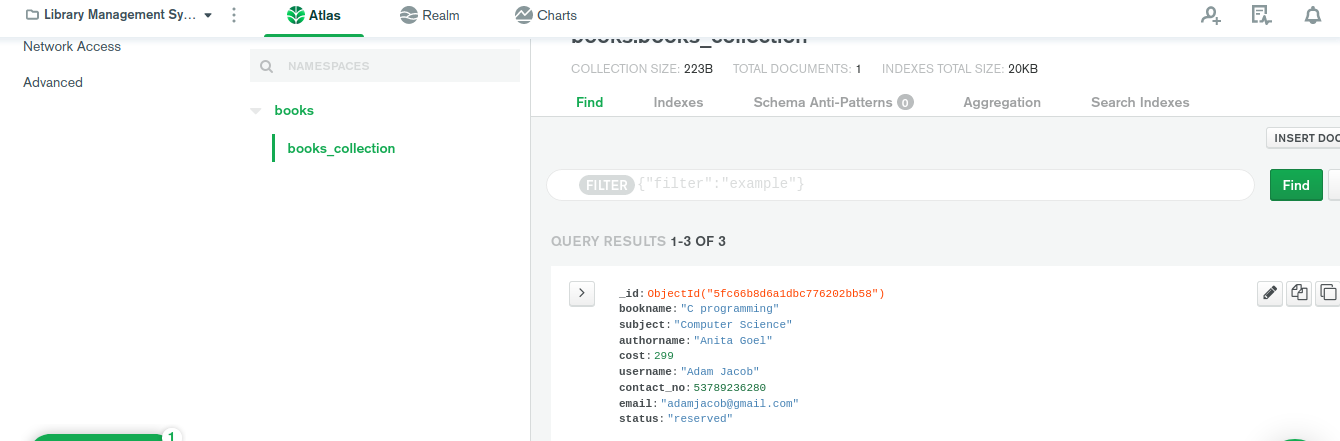 Library Management Sy...
Atlas
Realm
Charts
Network Access
Advanced
NAMESPACES
books
books_collection
books.books_collection
COLLECTION SIZE: 223B TOTAL DOCUMENTS: 1 INDEXES TOTAL SIZE: 20KB
Find Indexes Schema Anti-Patterns 0 Aggregation Search Indexes
INSERT DOC
FILTER {"filter":"example"}
Find
QUERY RESULTS 1-3 OF 3
_id: ObjectId("5fc66b8d6a1dbc776202bb58")
bookname: "C programming"
subject: "Computer Science"
authorname: "Anita Goel"
cost: 299
username: "Adam Jacob"
contact_no: 53789236280
email: "adamjacob@gmail.com"
status: "reserved"
1